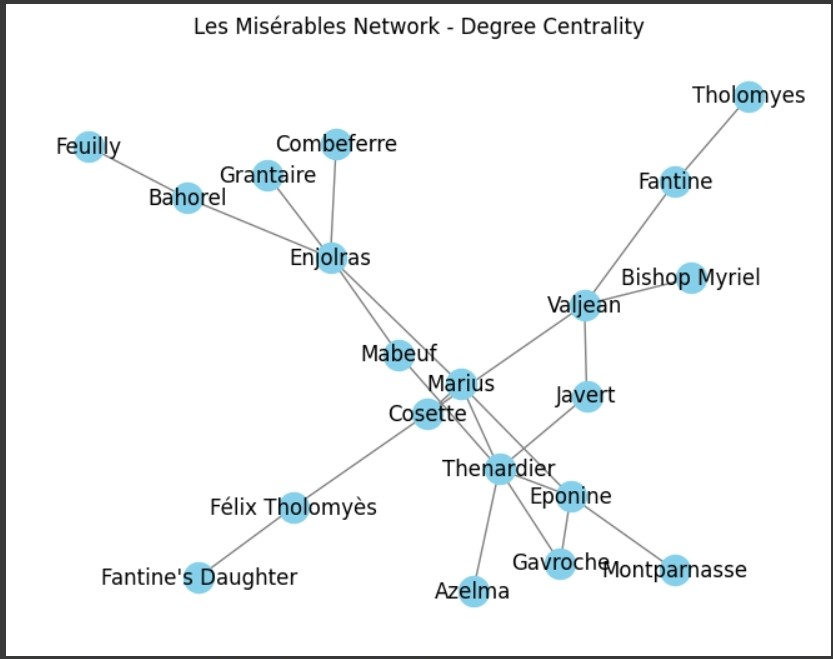 Les Misérables Network - Degree Centrality
Tholomyes
Combeferre
Feuilly
Grantaire
Fantine
Bahorel
Enjolras
Bishop Myriel
Valjean
Mabeuf
Marius
Javert
Cosette
Thenardier
Eponine
Félix Tholomyès
Gavroche
Montparnasse
Fantine's Daughter
Azelma